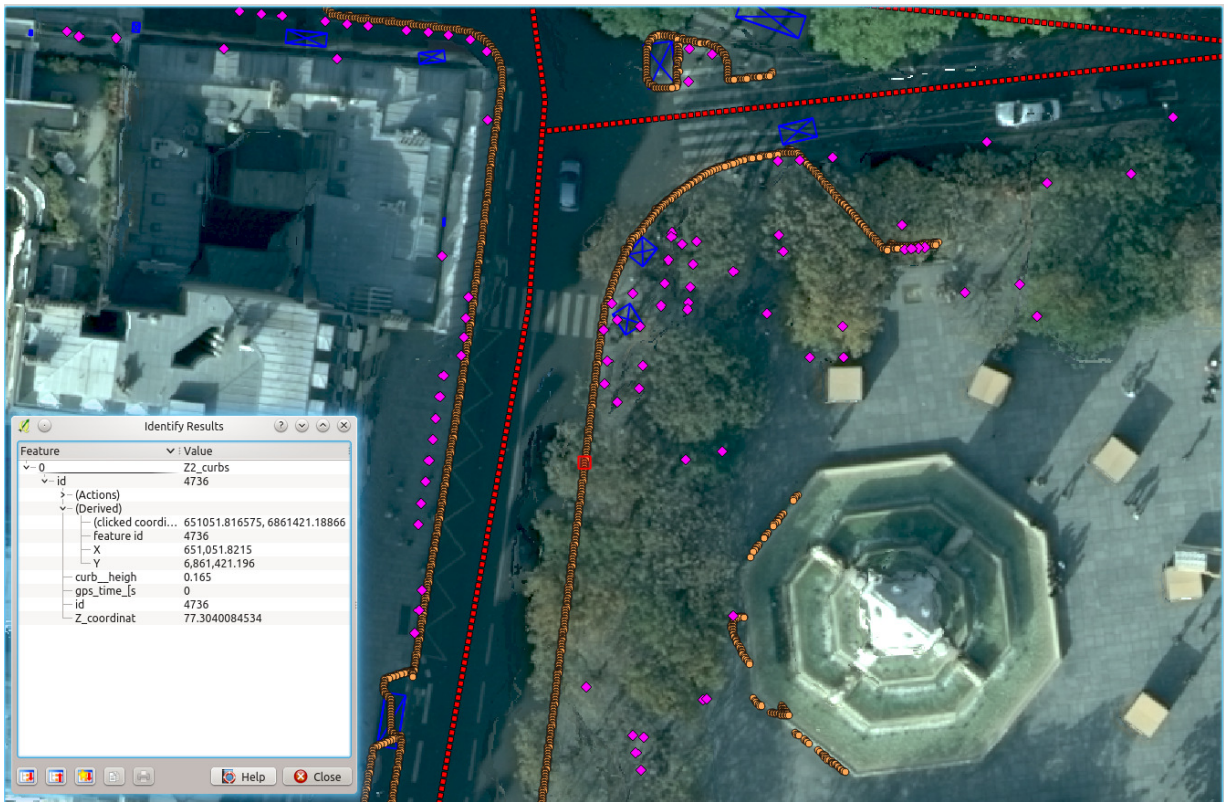 Identify Results
Feature Value
0 Z2_curbs
id 4736
(Actions)
(Derived)
(clicked coordi... 651051.816575, 6861421.18866
feature id 4736
X 651,051.8215
Y 6,861,421.196
curb__heigh 0.165
gps_time_[s 0
id 4736
Z_coordinat 77.3040084534
Help Close